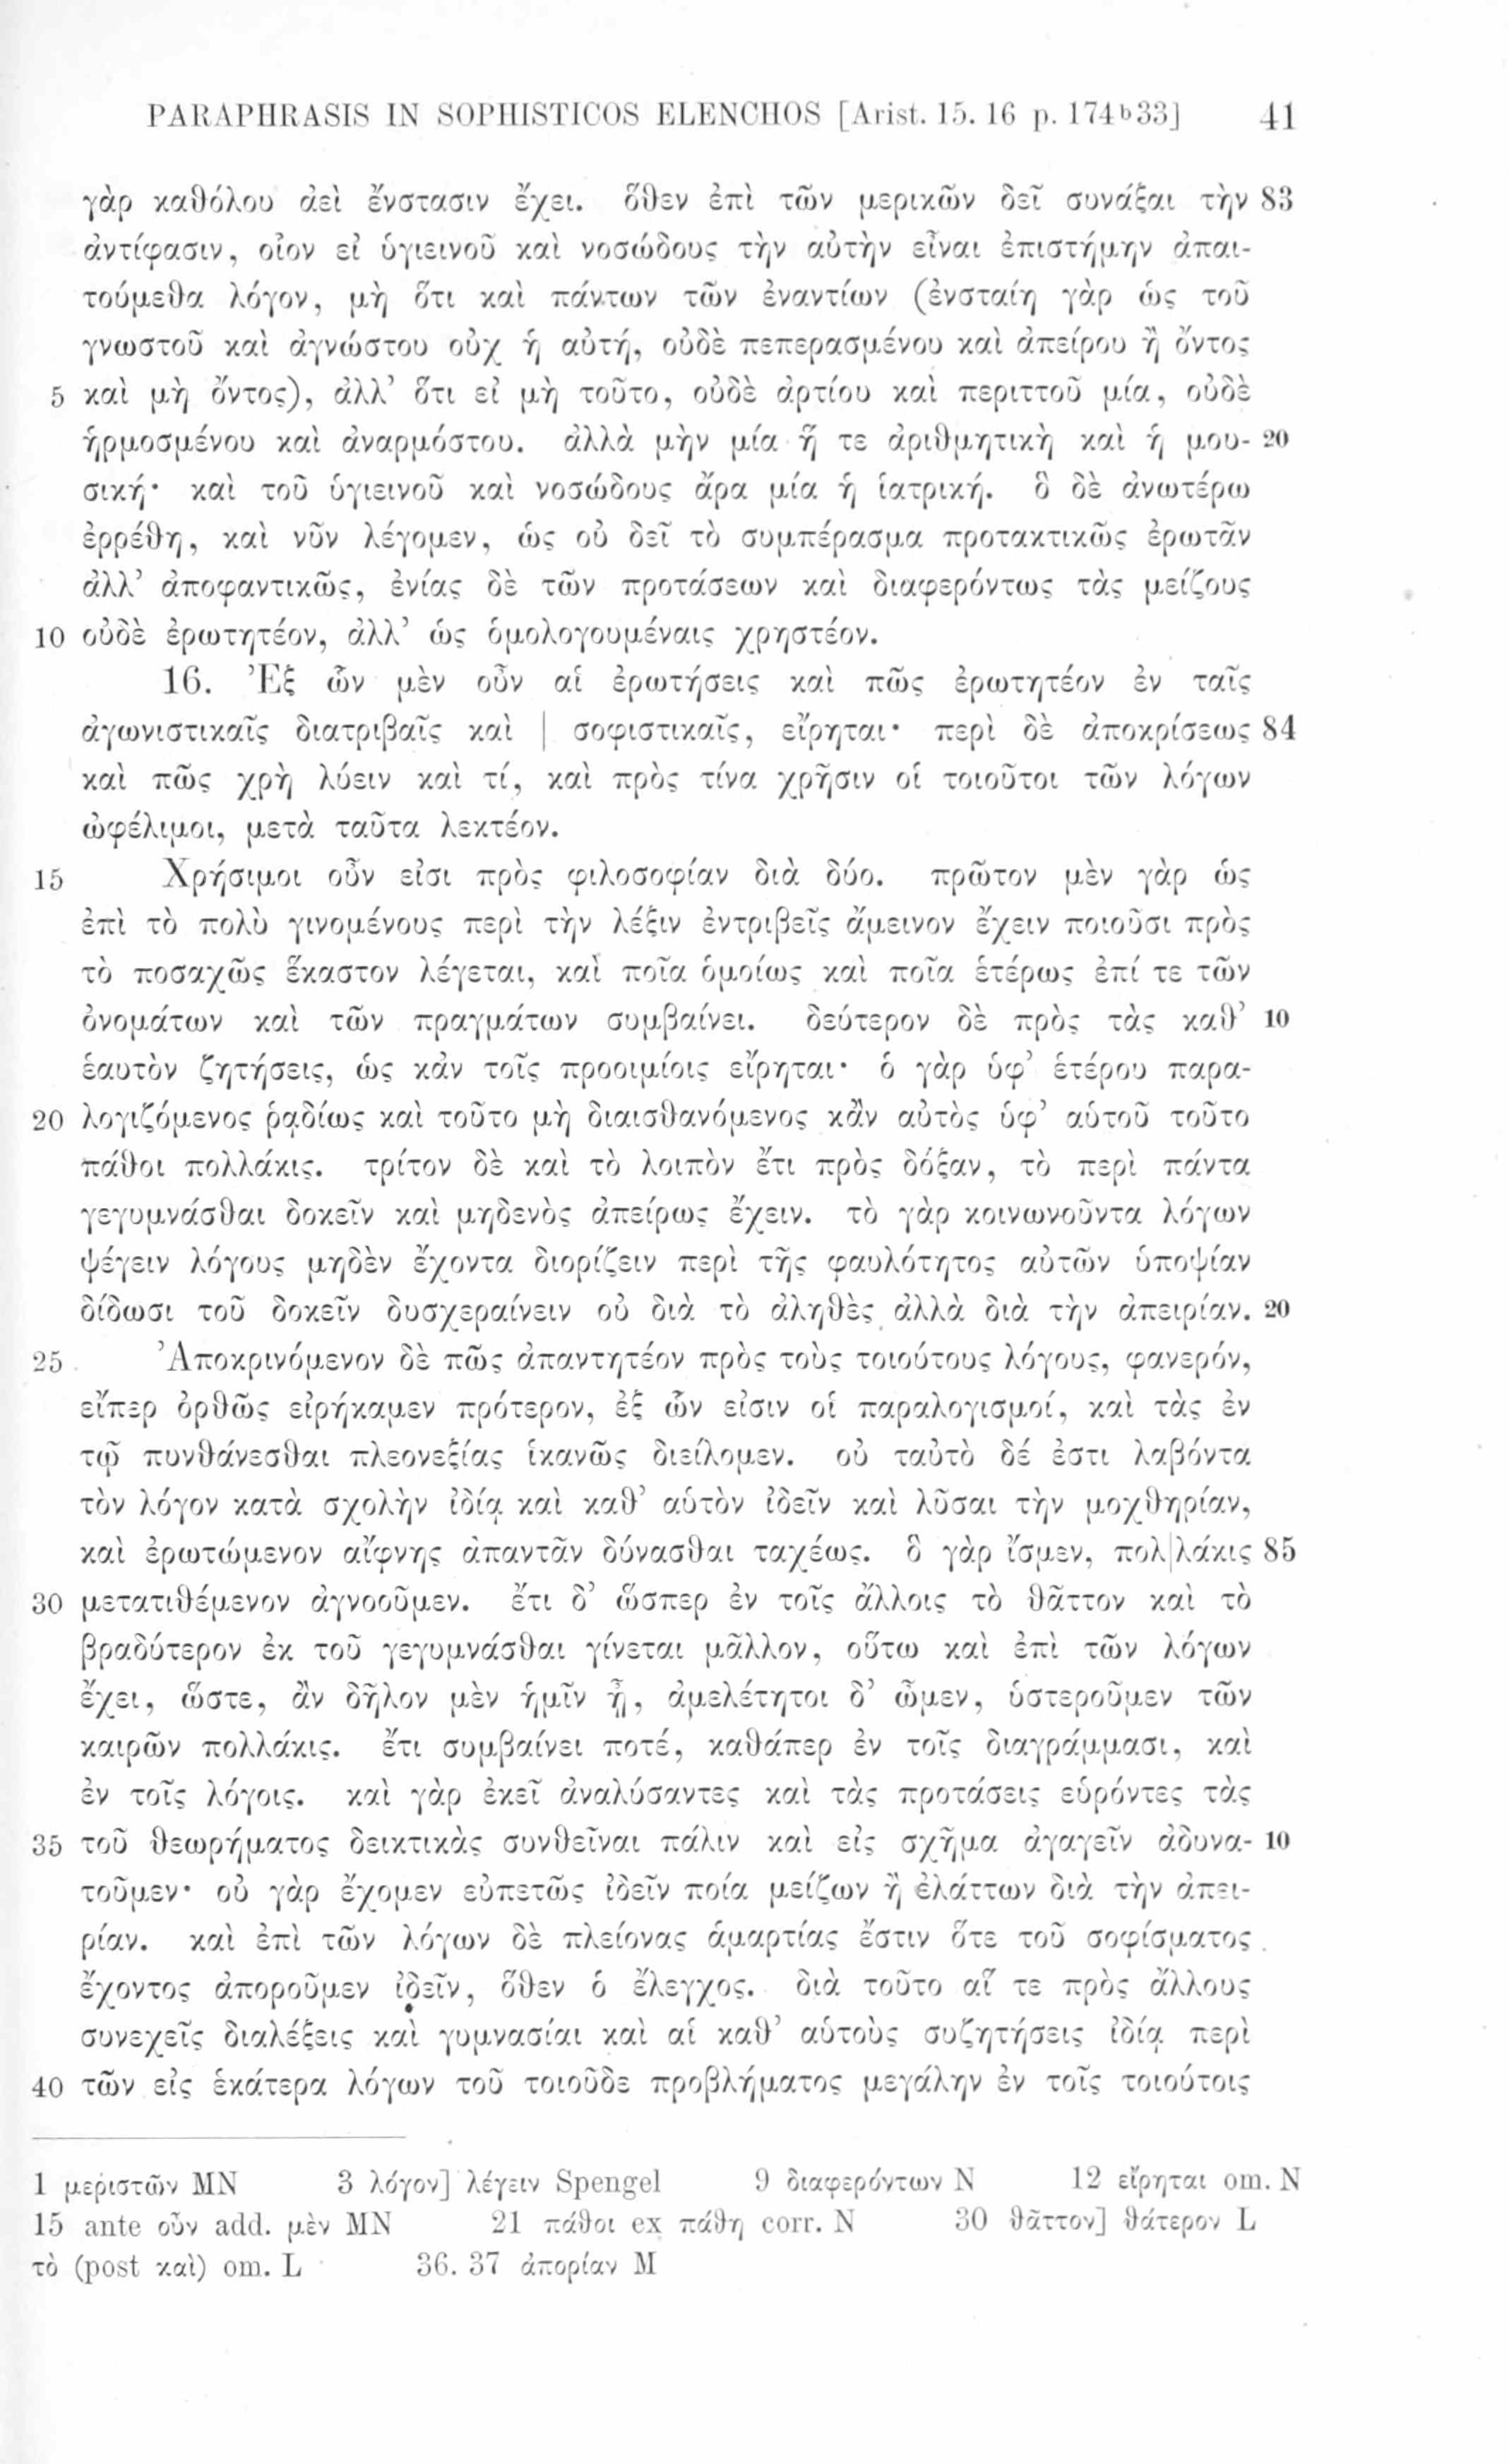 PARAPHRASIS IN SOPHISTICOS ELENCHOS [Arist. 15. 16 p. 174b33] 41
γὰρ καθόλου ἀεὶ ἔνστασιν ἔχει. ὅθεν ἐπὶ τῶν μερικῶν δεῖ συνάξαι τὴν 83
ἀντίφασιν, οἷον εἰ ὑγιεινοῦ καὶ νοσώδους τὴν αὐτὴν εἶναι ἐπιστήμην ἀπαι-
τούμεθα λόγον, μὴ ὅτι καὶ πάντων τῶν ἐναντίων (ἐνσταίη γὰρ ὡς τοῦ
γνωστοῦ καὶ ἀγνώστου οὐχ ἡ αὐτή, οὐδὲ πεπερασμένου καὶ ἀπείρου ἢ ὄντος
5 καὶ μὴ ὄντος), ἀλλ’ ὅτι εἰ μὴ τοῦτο, οὐδὲ ἀρτίου καὶ περιττοῦ μία, οὐδὲ
ἡρμοσμένου καὶ ἀναρμόστου. ἀλλὰ μὴν μία ἥ τε ἀριθμητικὴ καὶ ἡ μου- 20
σική· καὶ τοῦ ὑγιεινοῦ καὶ νοσώδους ἄρα μία ἡ ἰατρική. ὃ δὲ ἀνωτέρω
ἐρρέθη, καὶ νῦν λέγομεν, ὡς οὐ δεῖ τὸ συμπέρασμα προτακτικῶς ἐρωτᾶν
ἀλλ’ ἀποφαντικῶς, ἐνίας δὲ τῶν προτάσεων καὶ διαφερόντως τὰς μείζους
10 οὐδὲ ἐρωτητέον, ἀλλ’ ὡς ὁμολογουμέναις χρηστέον.
16. Ἐξ ὧν μὲν οὖν αἱ ἐρωτήσεις καὶ πῶς ἐρωτητέον ἐν ταῖς
ἀγωνιστικαῖς διατριβαῖς καὶ | σοφιστικαῖς, εἴρηται· περὶ δὲ ἀποκρίσεως 84
καὶ πῶς χρὴ λύειν καὶ τί, καὶ πρὸς τίνα χρῆσιν οἱ τοιοῦτοι τῶν λόγων
ὠφέλιμοι, μετὰ ταῦτα λεκτέον.
15 Χρήσιμοι οὖν εἰσι πρὸς φιλοσοφίαν διὰ δύο. πρῶτον μὲν γὰρ ὡς
ἐπὶ τὸ πολὺ γινομένους περὶ τὴν λέξιν ἐντριβεῖς ἄμεινον ἔχειν ποιοῦσι πρὸς
τὸ ποσαχῶς ἕκαστον λέγεται, καὶ ποῖα ὁμοίως καὶ ποῖα ἑτέρως ἐπί τε τῶν
ὀνομάτων καὶ τῶν πραγμάτων συμβαίνει. δεύτερον δὲ πρὸς τὰς καθ’ 10
ἑαυτὸν ζητήσεις, ὡς κἀν τοῖς προοιμίοις εἴρηται· ὁ γὰρ ὑφ’ ἑτέρου παρα-
20 λογιζόμενος ῥᾳδίως καὶ τοῦτο μὴ διαισθανόμενος κἂν αὐτὸς ὑφ’ αὑτοῦ τοῦτο
πάθοι πολλάκις. τρίτον δὲ καὶ τὸ λοιπὸν ἔτι πρὸς δόξαν, τὸ περὶ πάντα
γεγυμνάσθαι δοκεῖν καὶ μηδενὸς ἀπείρως ἔχειν. τὸ γὰρ κοινωνοῦντα λόγων
ψέγειν λόγους μηδὲν ἔχοντα διορίζειν περὶ τῆς φαυλότητος αὐτῶν ὑποψίαν
δίδωσι τοῦ δοκεῖν δυσχεραίνειν οὐ διὰ τὸ ἀληθὲς ἀλλὰ διὰ τὴν ἀπειρίαν. 20
25 Ἀποκρινόμενον δὲ πῶς ἀπαντητέον πρὸς τοὺς τοιούτους λόγους, φανερόν,
εἴπερ ὀρθῶς εἰρήκαμεν πρότερον, ἐξ ὧν εἰσιν οἱ παραλογισμοί, καὶ τὰς ἐν
τῷ πυνθάνεσθαι πλεονεξίας ἱκανῶς διείλομεν. οὐ ταὐτὸ δέ ἐστι λαβόντα
τὸν λόγον κατὰ σχολὴν ἰδίᾳ καὶ καθ’ αὑτὸν ἰδεῖν καὶ λῦσαι τὴν μοχθηρίαν,
καὶ ἐρωτώμενον αἴφνης ἀπαντᾶν δύνασθαι ταχέως. ὃ γὰρ ἴσμεν, πολ|λάκις 85
30 μετατιθέμενον ἀγνοοῦμεν. ἔτι δ’ ὥσπερ ἐν τοῖς ἄλλοις τὸ θᾶττον καὶ τὸ
βραδύτερον ἐκ τοῦ γεγυμνάσθαι γίνεται μᾶλλον, οὕτω καὶ ἐπὶ τῶν λόγων
ἔχει, ὥστε, ἂν δῆλον μὲν ἡμῖν ᾖ, ἀμελέτητοι δ’ ὦμεν, ὑστεροῦμεν τῶν
καιρῶν πολλάκις. ἔτι συμβαίνει ποτέ, καθάπερ ἐν τοῖς διαγράμμασι, καὶ
ἐν τοῖς λόγοις. καὶ γὰρ ἐκεῖ ἀναλύσαντες καὶ τὰς προτάσεις εὑρόντες τὰς
35 τοῦ θεωρήματος δεικτικὰς συνθεῖναι πάλιν καὶ εἰς σχῆμα ἀγαγεῖν ἀδυνα- 10
τοῦμεν· οὐ γὰρ ἔχομεν εὐπετῶς ἰδεῖν ποία μείζων ἢ ἐλάττων διὰ τὴν ἀπει-
ρίαν. καὶ ἐπὶ τῶν λόγων δὲ πλείονας ἁμαρτίας ἔστιν ὅτε τοῦ σοφίσματος
ἔχοντος ἀποροῦμεν ἰδεῖν, ὅθεν ὁ ἔλεγχος. διὰ τοῦτο αἵ τε πρὸς ἄλλους
συνεχεῖς διαλέξεις καὶ γυμνασίαι καὶ αἱ καθ’ αὑτοὺς συζητήσεις ἰδίᾳ περὶ
40 τῶν εἰς ἑκάτερα λόγων τοῦ τοιοῦδε προβλήματος μεγάλην ἐν τοῖς τοιούτοις
1 μεριστῶν MN 3 λόγον] λέγειν Spengel 9 διαφερόντων N 12 εἴρηται om. N
15 ante οὖν add. μὲν MN 21 πάθοι ex πάθη corr. N 30 θᾶττον] θάτερον L
τὸ (post καὶ) om. L 36. 37 ἀπορίαν M